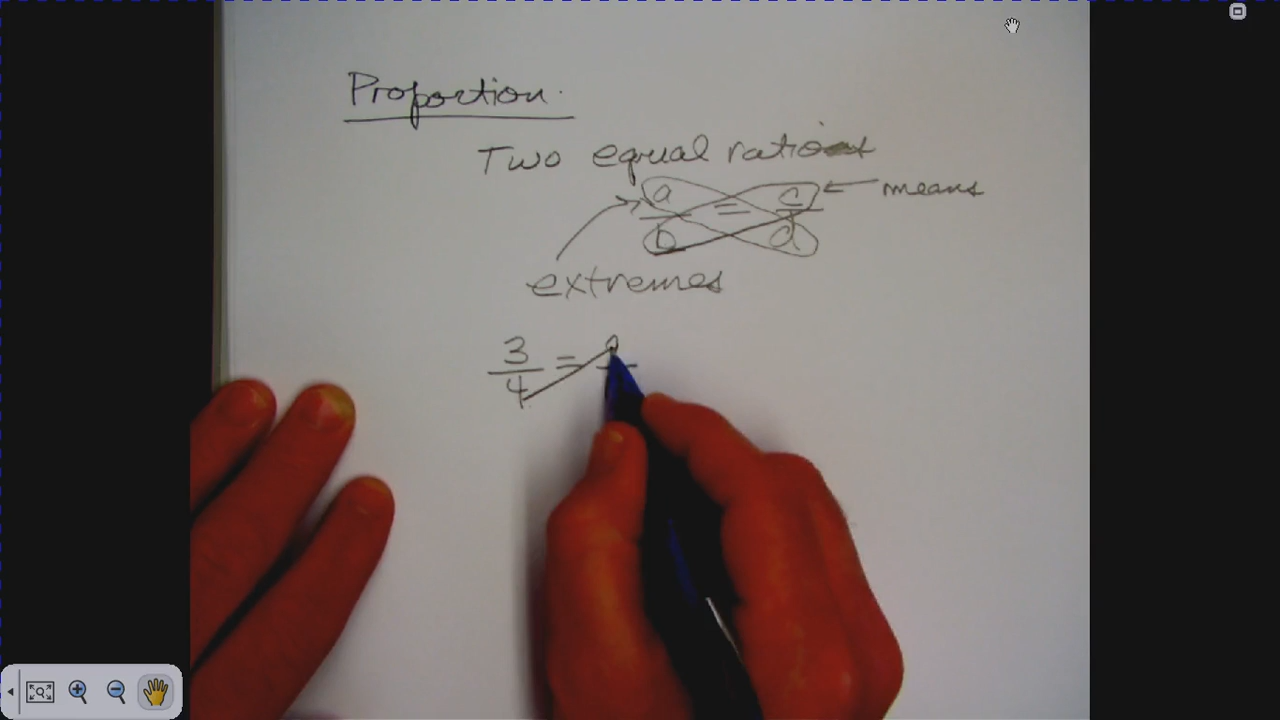 Proportion.
Two equal ratios
a/b = c/d
means
extremes
3/4 =